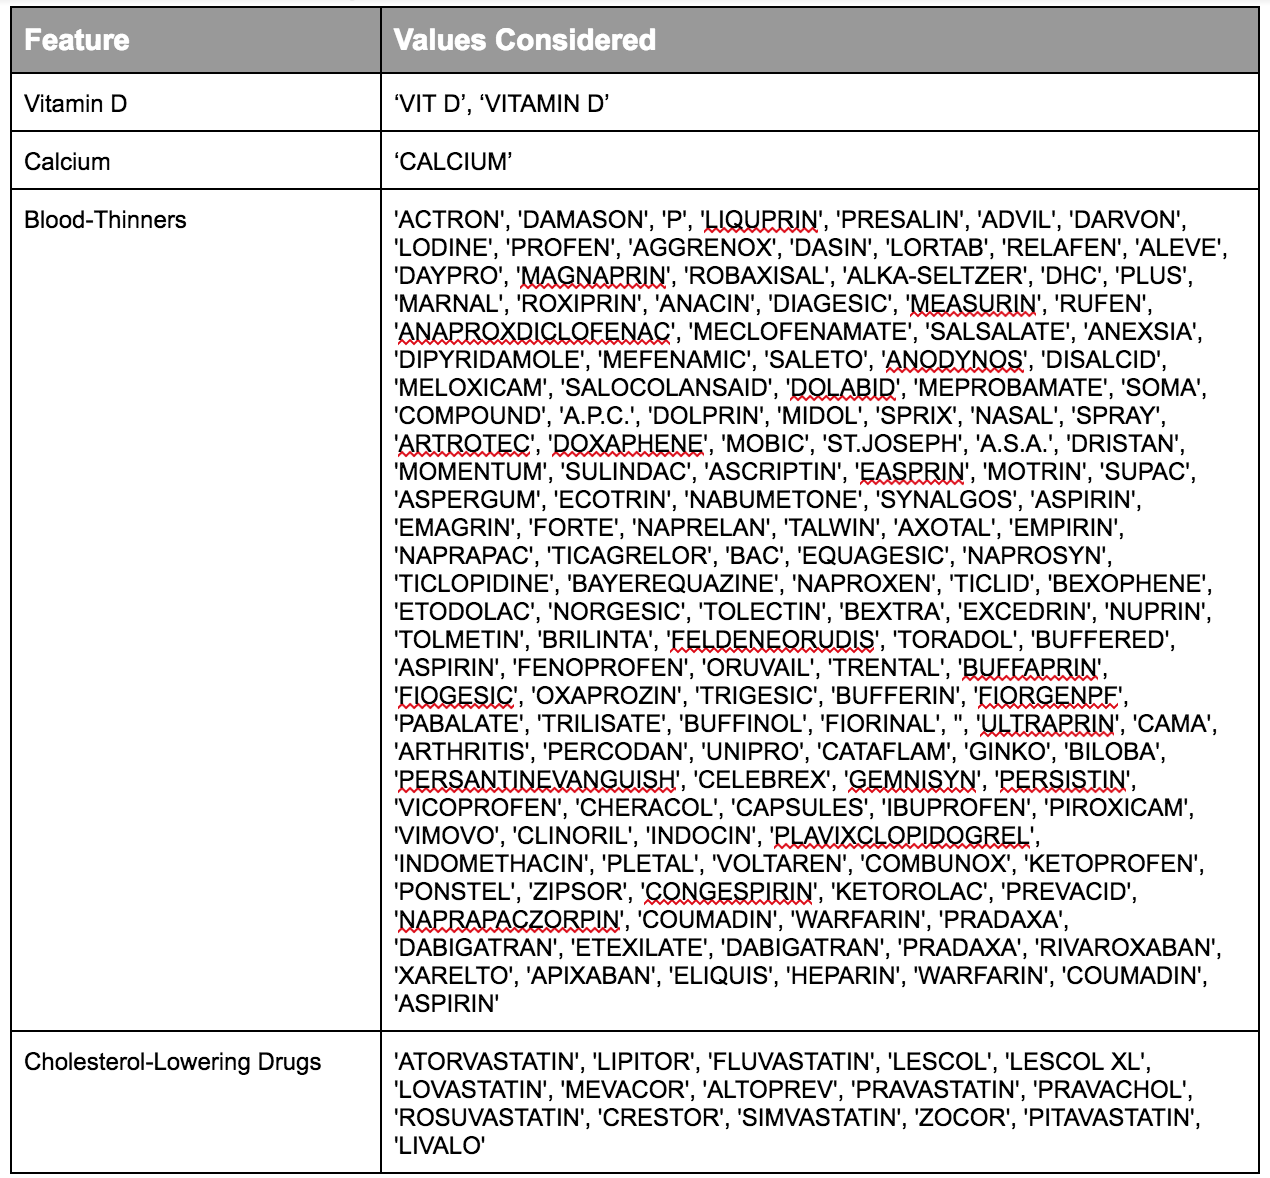 Feature
Values Considered
Vitamin D
‘VIT D’, ‘VITAMIN D’
Calcium
‘CALCIUM’
Blood-Thinners
'ACTRON', 'DAMASON', 'P', 'LIQUPRIN', 'PRESALIN', 'ADVIL', 'DARVON',
'LODINE', 'PROFEN', 'AGGRENOX', 'DASIN', 'LORTAB', 'RELAFEN', 'ALEVE',
'DAYPRO', 'MAGNAPRIN', 'ROBAXISAL', 'ALKA-SELTZER', 'DHC', 'PLUS',
'MARNAL', 'ROXIPRIN', 'ANACIN', 'DIAGESIC', 'MEASURIN', 'RUFEN',
'ANAPROXDICLOFENAC', 'MECLOFENAMATE', 'SALSALATE', 'ANEXSIA',
'DIPYRIDAMOLE', 'MEFENAMIC', 'SALETO', 'ANODYNOS', 'DISALCID',
'MELOXICAM', 'SALOCOLANSAID', 'DOLABID', 'MEPROBAMATE', 'SOMA',
'COMPOUND', 'A.P.C.', 'DOLPRIN', 'MIDOL', 'SPRIX', 'NASAL', 'SPRAY',
'ARTROTEC', 'DOXAPHENE', 'MOBIC', 'ST.JOSEPH', 'A.S.A.', 'DRISTAN',
'MOMENTUM', 'SULINDAC', 'ASCRIPTIN', 'EASPRIN', 'MOTRIN', 'SUPAC',
'ASPERGUM', 'ECOTRIN', 'NABUMETONE', 'SYNALGOS', 'ASPIRIN',
'EMAGRIN', 'FORTE', 'NAPRELAN', 'TALWIN', 'AXOTAL', 'EMPIRIN',
'NAPRAPAC', 'TICAGRELOR', 'BAC', 'EQUAGESIC', 'NAPROSYN',
'TICLOPIDINE', 'BAYEREQUAZINE', 'NAPROXEN', 'TICLID', 'BEXOPHENE',
'ETODOLAC', 'NORGESIC', 'TOLECTIN', 'BEXTRA', 'EXCEDRIN', 'NUPRIN',
'TOLMETIN', 'BRILINTA', 'FELDENEORUDIS', 'TORADOL', 'BUFFERED',
'ASPIRIN', 'FENOPROFEN', 'ORUVAIL', 'TRENTAL', 'BUFFAPRIN',
'FIOGESIC', 'OXAPROZIN', 'TRIGESIC', 'BUFFERIN', 'FIORGENPF',
'PABALATE', 'TRILISATE', 'BUFFINOL', 'FIORINAL', '', 'ULTRAPRIN', 'CAMA',
'ARTHRITIS', 'PERCODAN', 'UNIPRO', 'CATAFLAM', 'GINKO', 'BILOBA',
'PERSANTINEVANGUISH', 'CELEBREX', 'GEMNISYN', 'PERSISTIN',
'VICOPROFEN', 'CHERACOL', 'CAPSULES', 'IBUPROFEN', 'PIROXICAM',
'VIMOVO', 'CLINORIL', 'INDOCIN', 'PLAVIXCLOPIDOGREL',
'INDOMETHACIN', 'PLETAL', 'VOLTAREN', 'COMBUNOX', 'KETOPROFEN',
'PONSTEL', 'ZIPSOR', 'CONGESPIRIN', 'KETOROLAC', 'PREVACID',
'NAPRAPACZORPIN', 'COUMADIN', 'WARFARIN', 'PRADAXA',
'DABIGATRAN', 'ETEXILATE', 'DABIGATRAN', 'PRADAXA', 'RIVAROXABAN',
'XARELTO', 'APIXABAN', 'ELIQUIS', 'HEPARIN', 'WARFARIN', 'COUMADIN',
'ASPIRIN'
Cholesterol-Lowering Drugs
'ATORVASTATIN', 'LIPITOR', 'FLUVASTATIN', 'LESCOL', 'LESCOL XL',
'LOVASTATIN', 'MEVACOR', 'ALTOPREV', 'PRAVASTATIN', 'PRAVACHOL',
'ROSUVASTATIN', 'CRESTOR', 'SIMVASTATIN', 'ZOCOR', 'PITAVASTATIN',
'LIVALO'